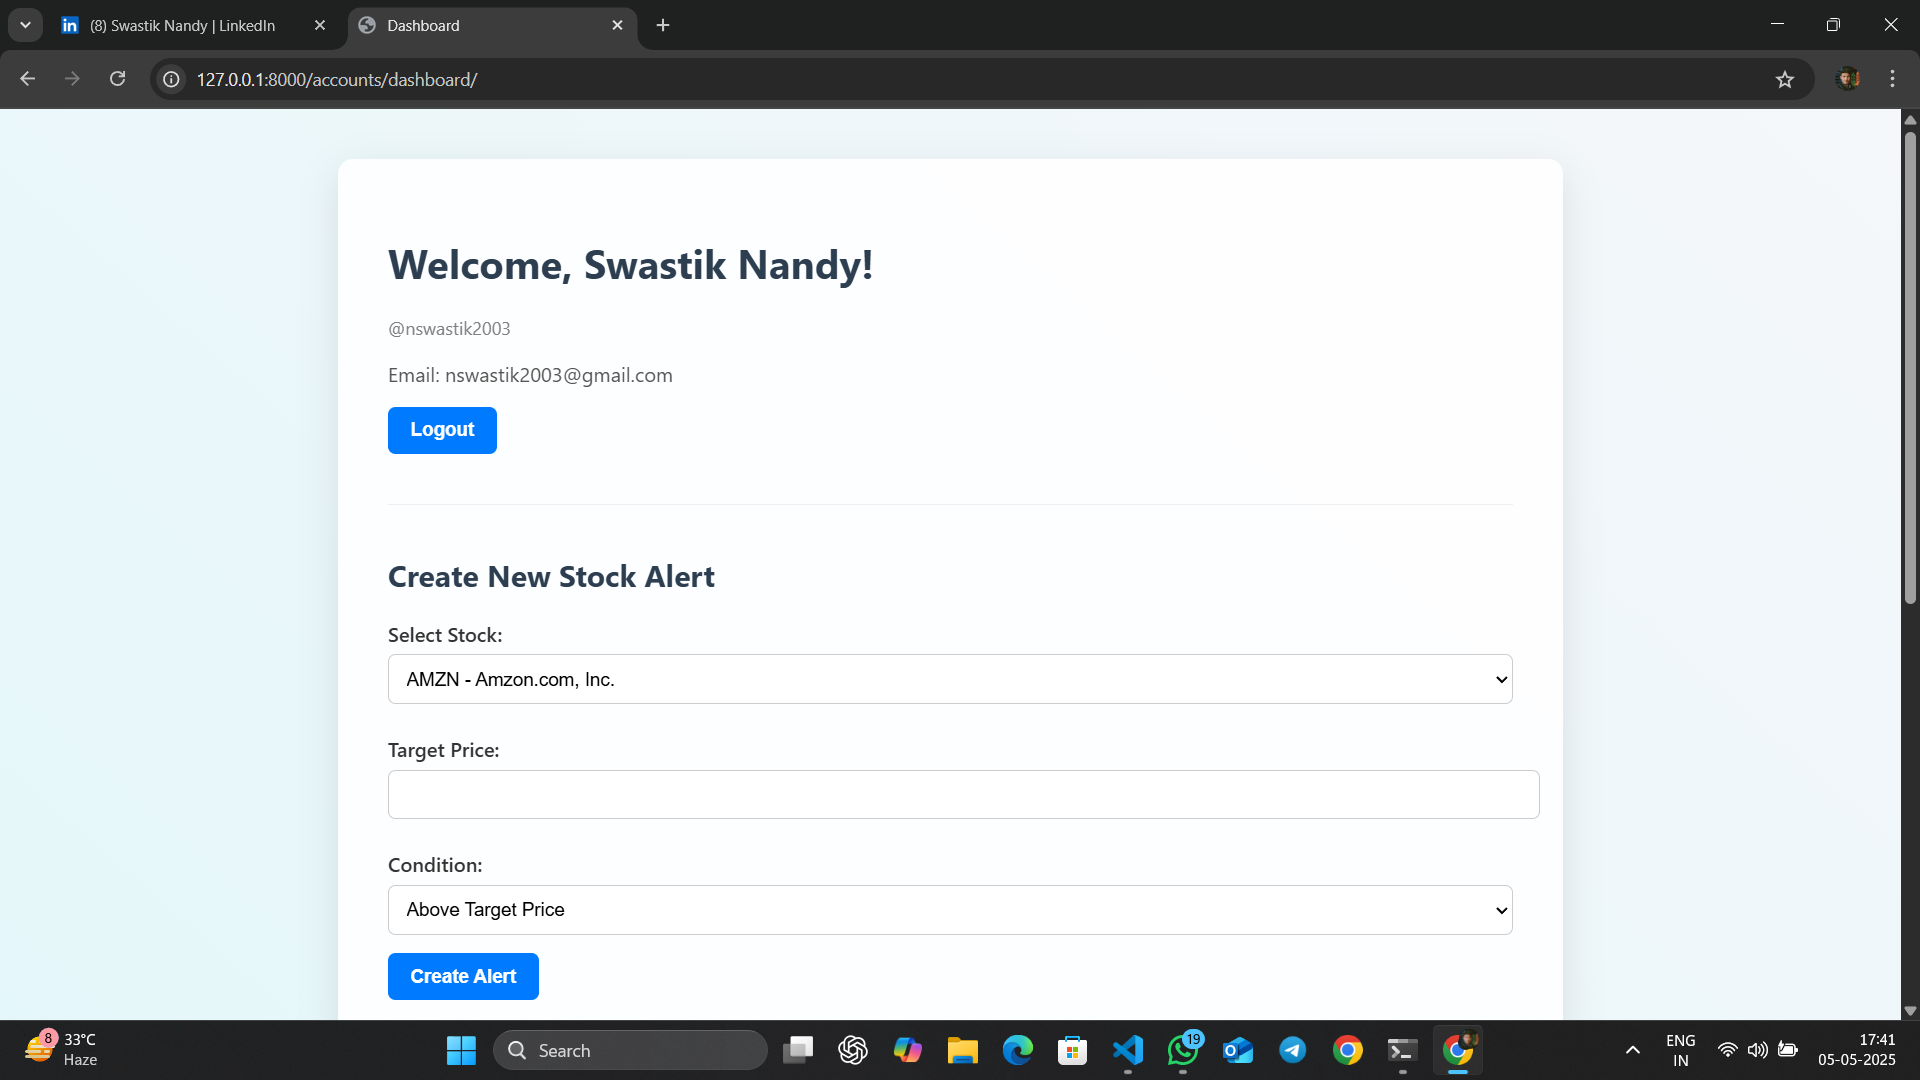 (8) Swastik Nandy | LinkedIn
Dashboard
127.0.0.1:8000/accounts/dashboard/
Welcome, Swastik Nandy!
@nswastik2003
Email: nswastik2003@gmail.com
Logout
Create New Stock Alert
Select Stock:
AMZN - Amzon.com, Inc.
Target Price:
Condition:
Above Target Price
Create Alert
8
33°C
Haze
Search
19
ENG
IN
17:41
05-05-2025